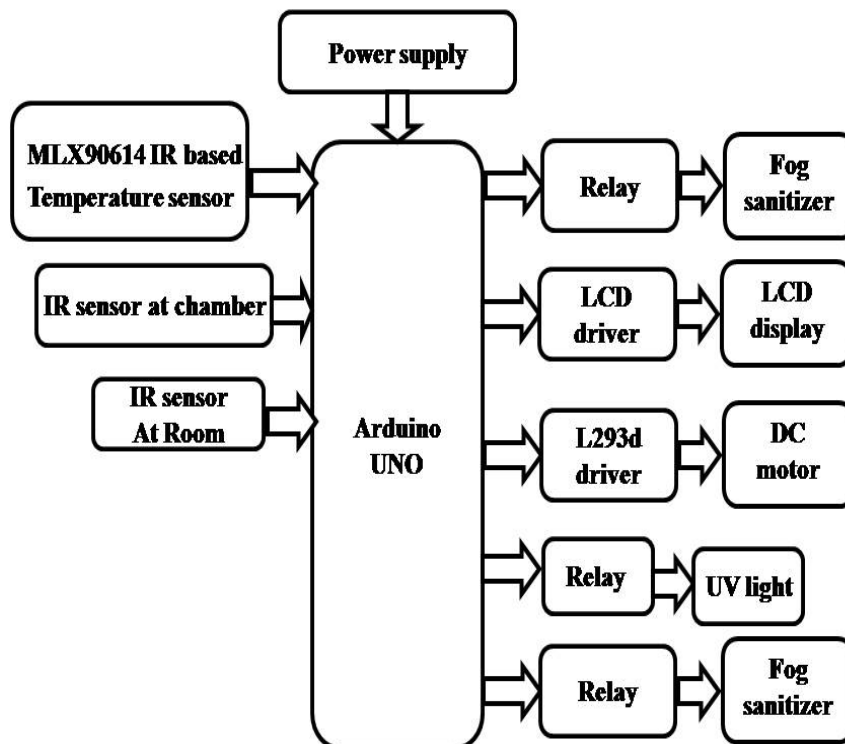 Power supply
MLX90614 IR based
Temperature sensor
IR sensor at chamber
IR sensor
At Room
Arduino
UNO
Relay
Fog
sanitizer
LCD
driver
LCD
display
L293d
driver
DC
motor
Relay
UV light
Relay
Fog
sanitizer